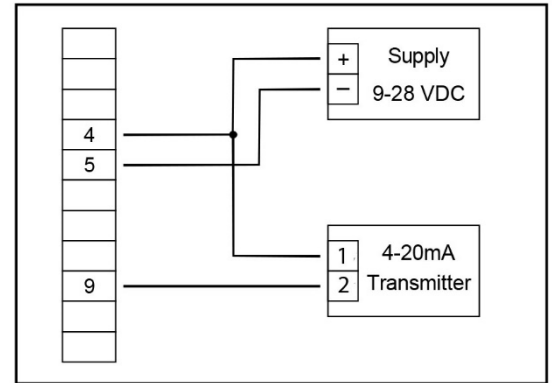 + Supply
− 9-28 VDC
4
5
1 4-20mA
9
2 Transmitter